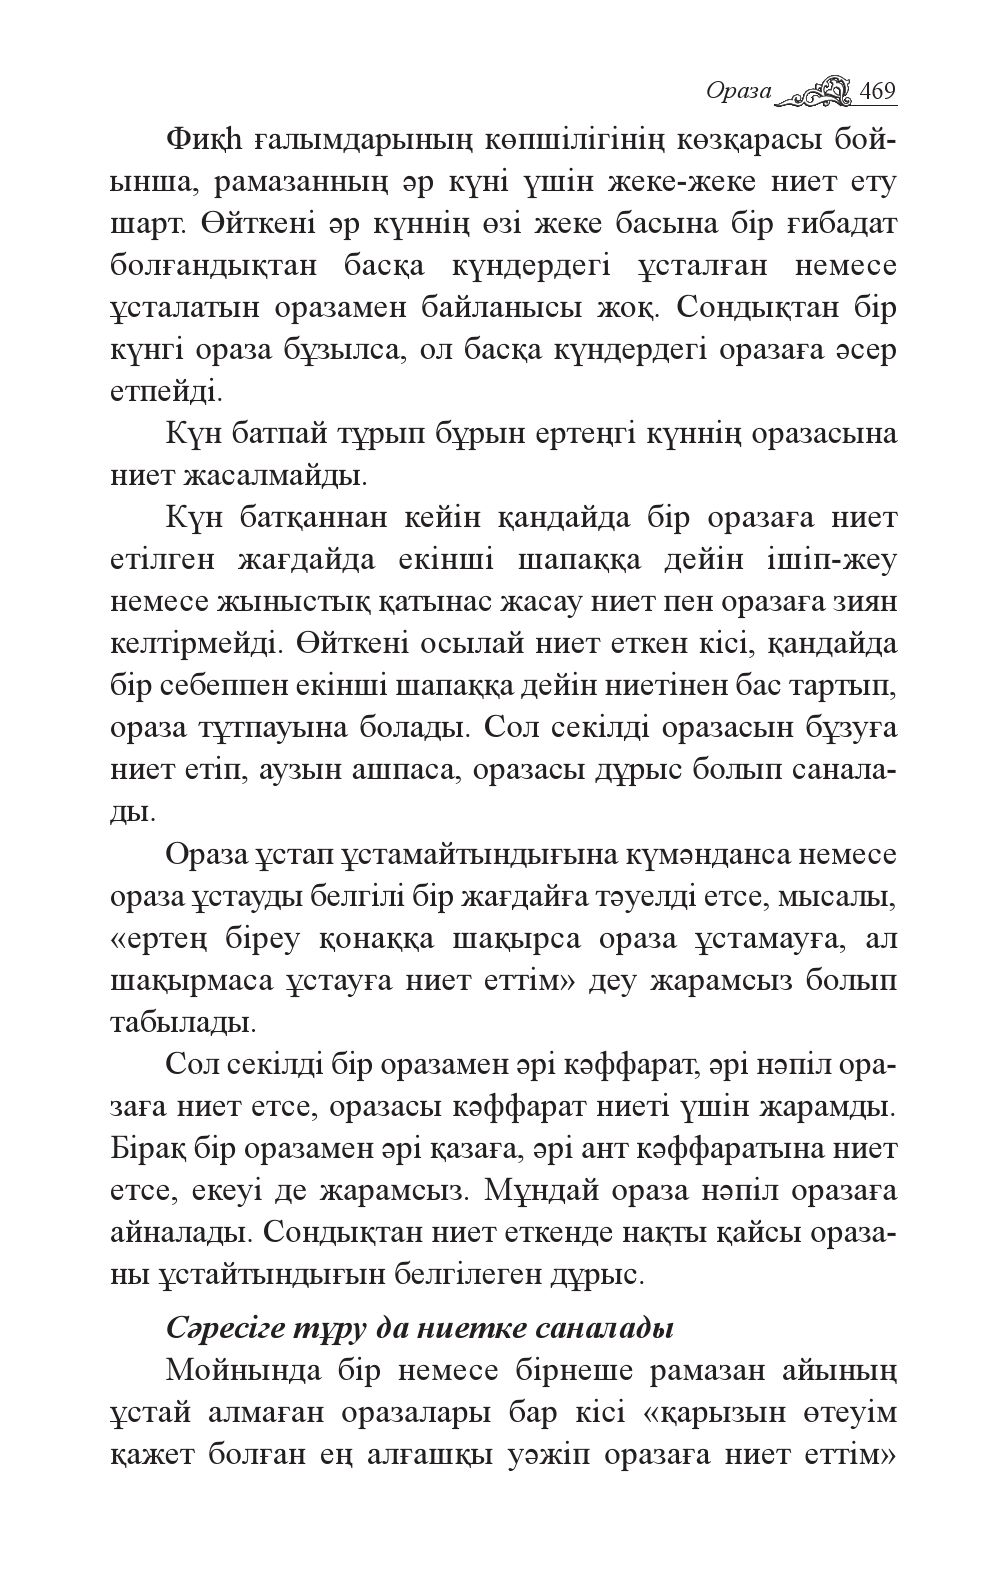 Ораза 469
Фиқһ ғалымдарының көпшілігінің көзқарасы бой-
ынша, рамазанның әр күні үшін жеке-жеке ниет ету
шарт. Өйткені әр күннің өзі жеке басына бір ғибадат
болғандықтан басқа күндердегі ұсталған немесе
ұсталатын оразамен байланысы жоқ. Сондықтан бір
күнгі ораза бұзылса, ол басқа күндердегі оразаға әсер
етпейді.
Күн батпай тұрып бұрын ертеңгі күннің оразасына
ниет жасалмайды.
Күн батқаннан кейін қандайда бір оразаға ниет
етілген жағдайда екінші шапаққа дейін ішіп-жеу
немесе жыныстық қатынас жасау ниет пен оразаға зиян
келтірмейді. Өйткені осылай ниет еткен кісі, қандайда
бір себеппен екінші шапаққа дейін ниетінен бас тартып,
ораза тұтпауына болады. Сол секілді оразасын бұзуға
ниет етіп, аузын ашпаса, оразасы дұрыс болып санала-
ды.
Ораза ұстап ұстамайтындығына күмәнданса немесе
ораза ұстауды белгілі бір жағдайға тәуелді етсе, мысалы,
«ертең біреу қонаққа шақырса ораза ұстамауға, ал
шақырмаса ұстауға ниет еттім» деу жарамсыз болып
табылады.
Сол секілді бір оразамен әрі кәффарат, әрі нәпіл ора-
заға ниет етсе, оразасы кәффарат ниеті үшін жарамды.
Бірақ бір оразамен әрі қазаға, әрі ант кәффаратына ниет
етсе, екеуі де жарамсыз. Мұндай ораза нәпіл оразаға
айналады. Сондықтан ниет еткенде нақты қайсы ораза-
ны ұстайтындығын белгілеген дұрыс.
Сәресіге тұру да ниетке саналады
Мойнында бір немесе бірнеше рамазан айының
ұстай алмаған оразалары бар кісі «қарызын өтеуім
қажет болған ең алғашқы уәжіп оразаға ниет еттім»